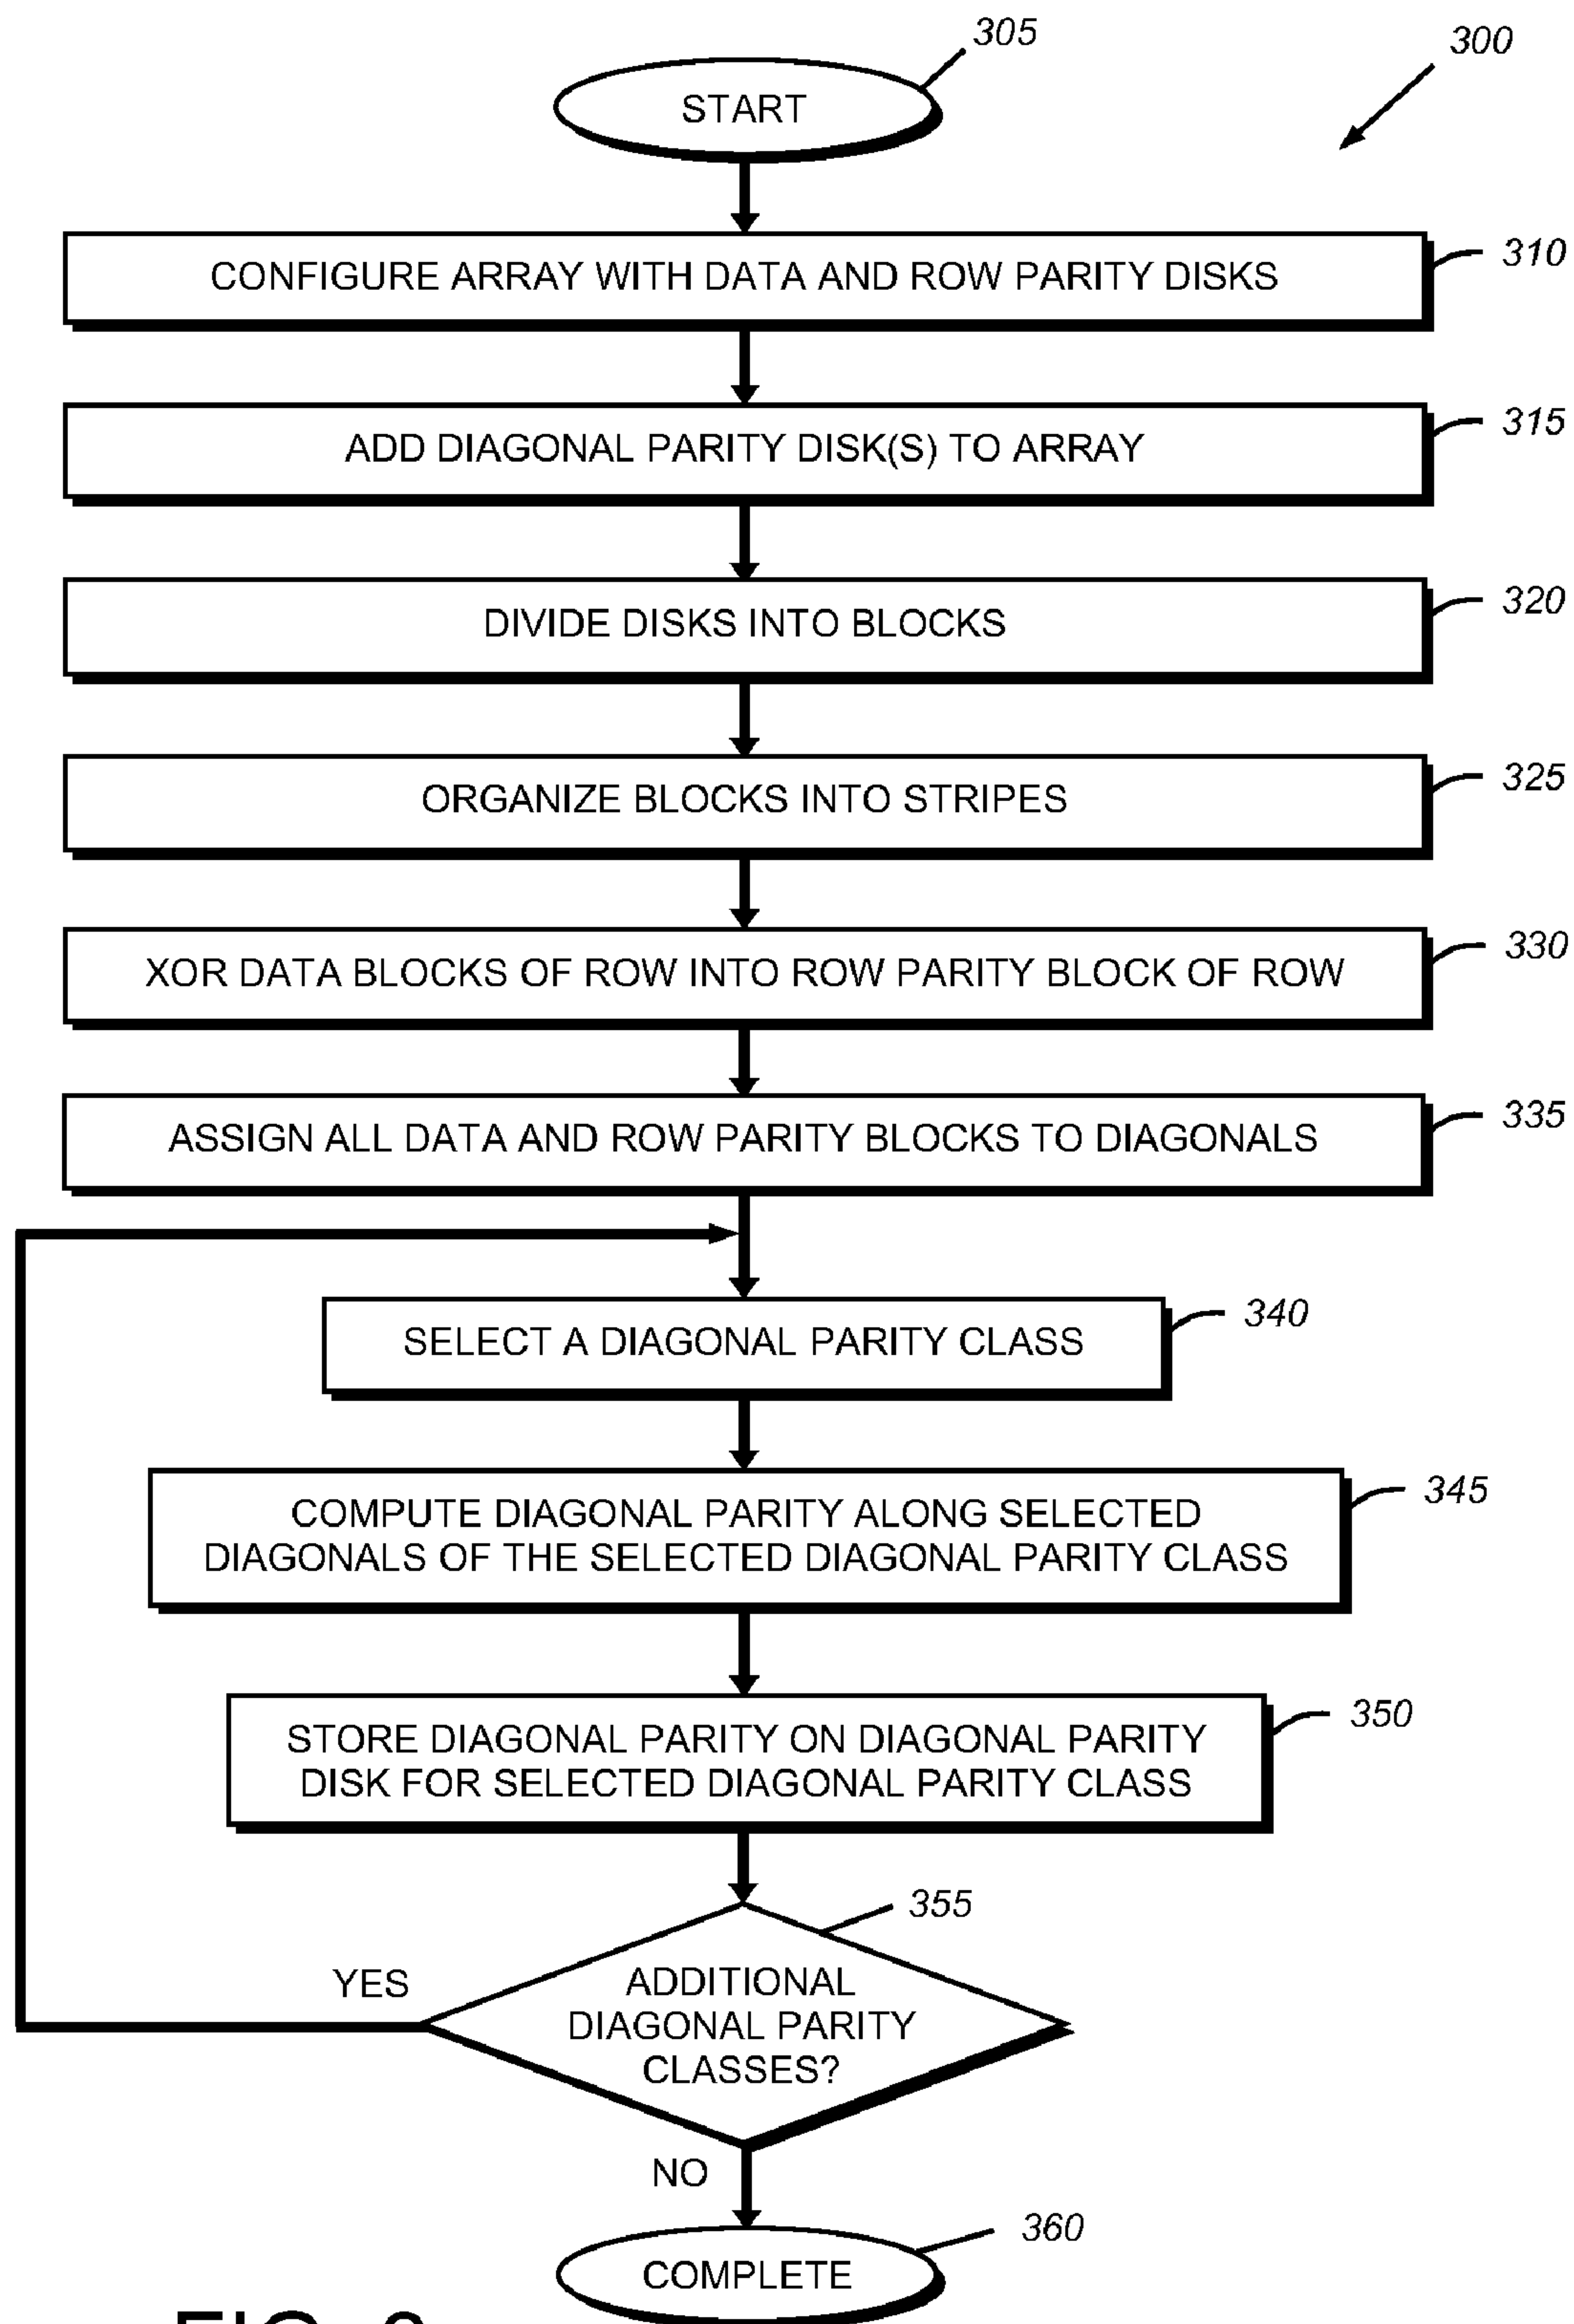 305
300
START
CONFIGURE ARRAY WITH DATA AND ROW PARITY DISKS
310
ADD DIAGONAL PARITY DISK(S) TO ARRAY
315
DIVIDE DISKS INTO BLOCKS
320
ORGANIZE BLOCKS INTO STRIPES
325
XOR DATA BLOCKS OF ROW INTO ROW PARITY BLOCK OF ROW
330
ASSIGN ALL DATA AND ROW PARITY BLOCKS TO DIAGONALS
335
SELECT A DIAGONAL PARITY CLASS
340
COMPUTE DIAGONAL PARITY ALONG SELECTED
DIAGONALS OF THE SELECTED DIAGONAL PARITY CLASS
345
STORE DIAGONAL PARITY ON DIAGONAL PARITY
DISK FOR SELECTED DIAGONAL PARITY CLASS
350
355
YES
ADDITIONAL
DIAGONAL PARITY
CLASSES?
NO
360
COMPLETE
FIG.